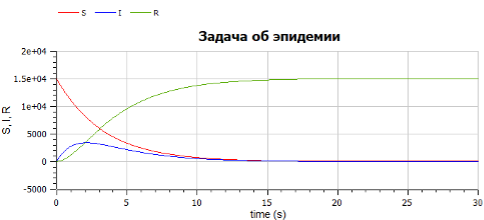 S I R
Задача об эпидемии
2e+04
1.5e+04
1e+04
5000
0
-5000
S, I, R
0 5 10 15 20 25 30
time (s)